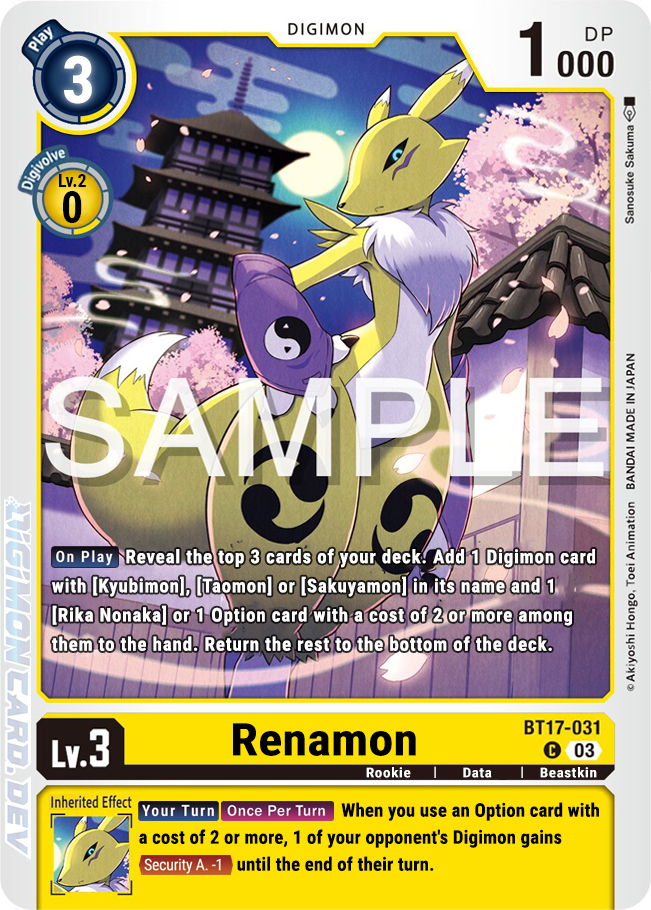 DIGIMON
Play
3
1000
DP
Digivolve
Lv.2
0
Sanosuke Sakuma
SAMPLE
BANDAI MADE IN JAPAN
© Akiyoshi Hongo, Toei Animation
DIGIMONCARD.DEV
On Play Reveal the top 3 cards of your deck. Add 1 Digimon card
with [Kyubimon], [Taomon] or [Sakuyamon] in its name and 1
[Rika Nonaka] or 1 Option card with a cost of 2 or more among
them to the hand. Return the rest to the bottom of the deck.
Lv.3
Renamon
BT17-031
C 03
Rookie | Data | Beastkin
Inherited Effect
Your Turn Once Per Turn When you use an Option card with
a cost of 2 or more, 1 of your opponent's Digimon gains
Security A. -1 until the end of their turn.